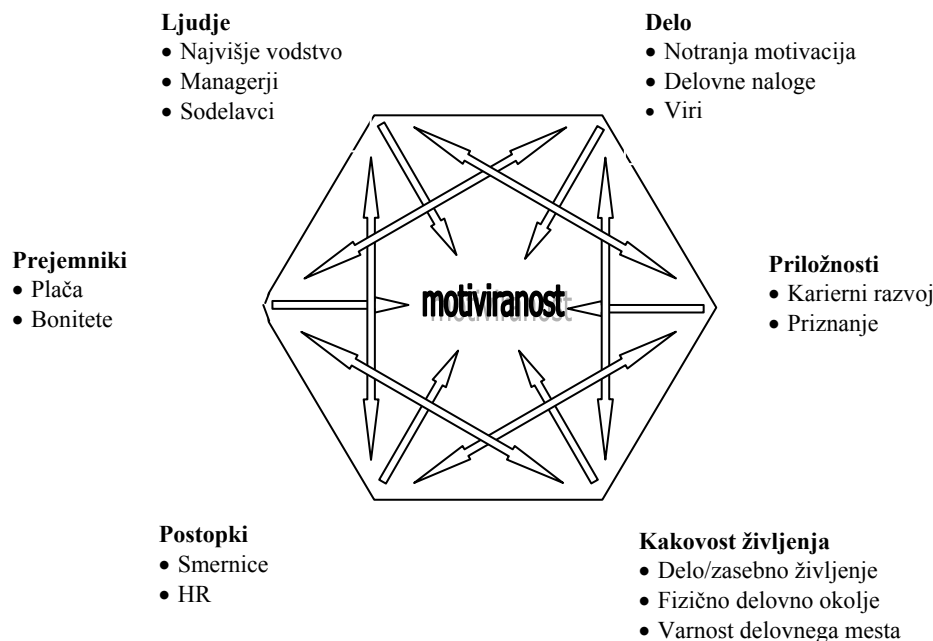 Ljudje
• Najvišje vodstvo
• Managerji
• Sodelavci
Delo
• Notranja motivacija
• Delovne naloge
• Viri
Prejemniki
• Plača
• Bonitete
motiviranost
Priložnosti
• Karierni razvoj
• Priznanje
Postopki
• Smernice
• HR
Kakovost življenja
• Delo/zasebno življenje
• Fizično delovno okolje
• Varnost delovnega mesta